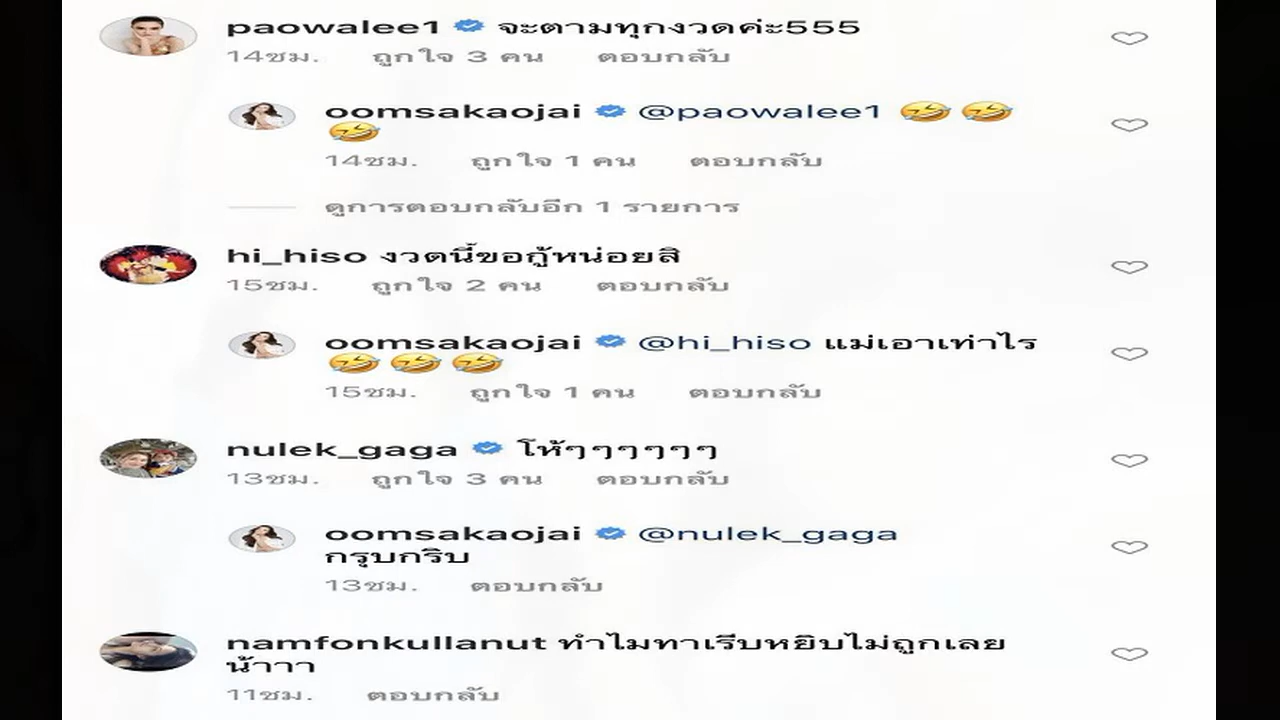 paowalee1 จะตามทุกงวดค่ะ555
14ชม. ถูกใจ 3 คน ตอบกลับ
oomsakaojai @paowalee1 🤣 🤣
🤣
14ชม. ถูกใจ 1 คน ตอบกลับ
ดูการตอบกลับอีก 1 รายการ
hi_hiso งวดนี้ขอกู้หน่อยสิ
15ชม. ถูกใจ 2 คน ตอบกลับ
oomsakaojai @hi_hiso แม่เอาเท่าไร
🤣 🤣 🤣
15ชม. ถูกใจ 1 คน ตอบกลับ
nulek_gaga โห้ๆๆๆๆๆๆ
13ชม. ถูกใจ 3 คน ตอบกลับ
oomsakaojai @nulek_gaga
กรุบกริบ
13ชม. ตอบกลับ
namfonkullanut ทำไมทาเรีบหยิบไม่ถูกเลย
น้าาา
11ชม. ตอบกลับ